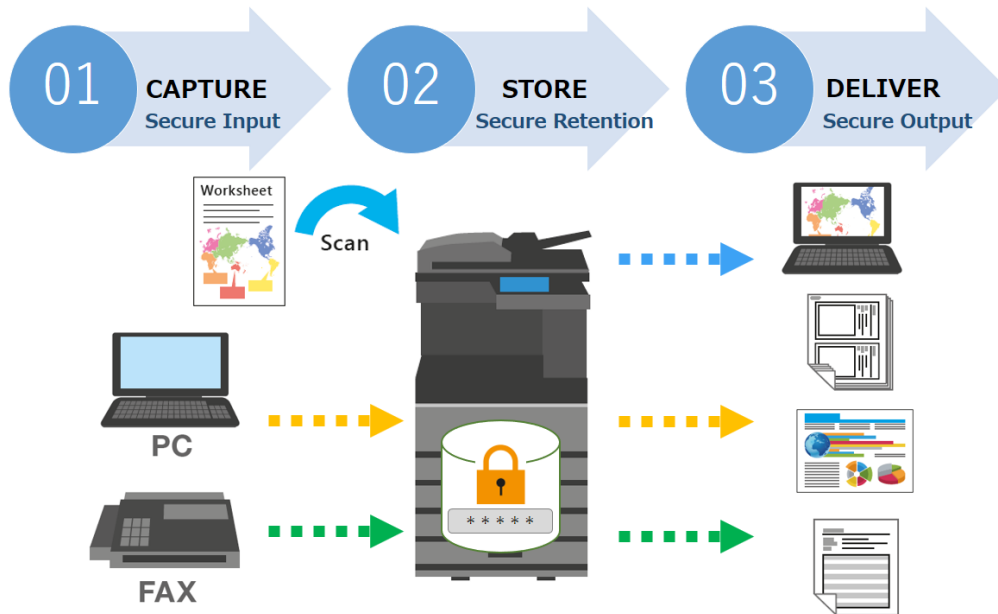 01
CAPTURE
Secure Input
02
STORE
Secure Retention
03
DELIVER
Secure Output
Worksheet
Scan
PC
FAX
* * * * *